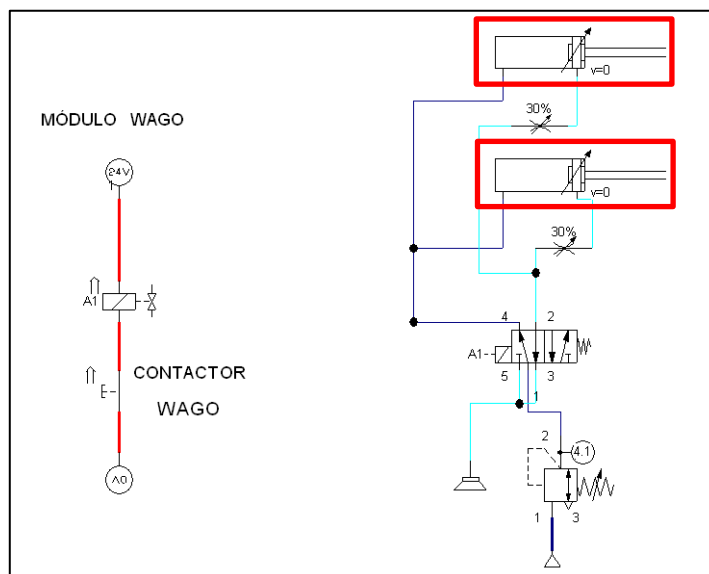 v=0
MÓDULO WAGO
30%
24V
v=0
30%
4 2
A1
A1
5 1 3
CONTACTOR
WAGO
2
4.1
0V
1 3